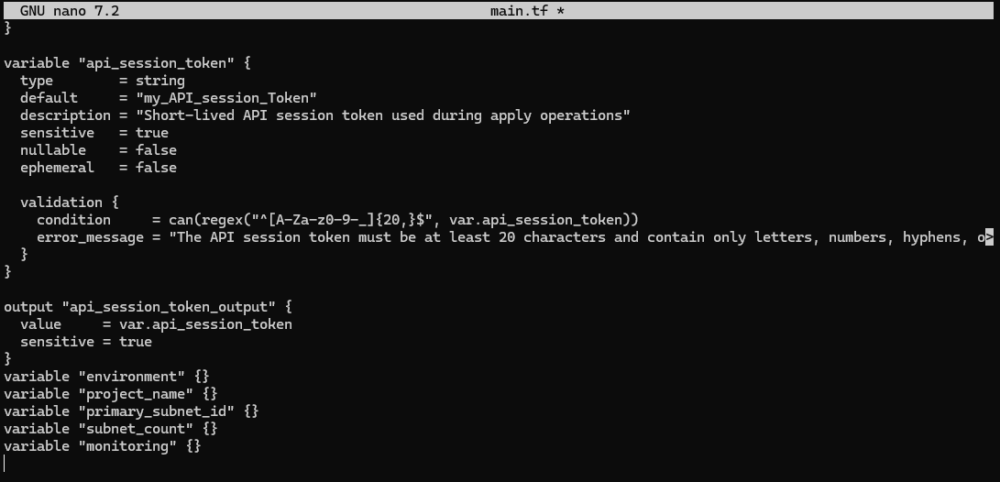 GNU nano 7.2 main.tf *
}
variable "api_session_token" {
  type        = string
  default     = "my_API_session_Token"
  description = "Short-lived API session token used during apply operations"
  sensitive   = true
  nullable    = false
  ephemeral   = false
  validation {
    condition     = can(regex("^[A-Za-z0-9-_]{20,}$", var.api_session_token))
    error_message = "The API session token must be at least 20 characters and contain only letters, numbers, hyphens, o>
  }
}
output "api_session_token_output" {
  value     = var.api_session_token
  sensitive = true
}
variable "environment" {}
variable "project_name" {}
variable "primary_subnet_id" {}
variable "subnet_count" {}
variable "monitoring" {}